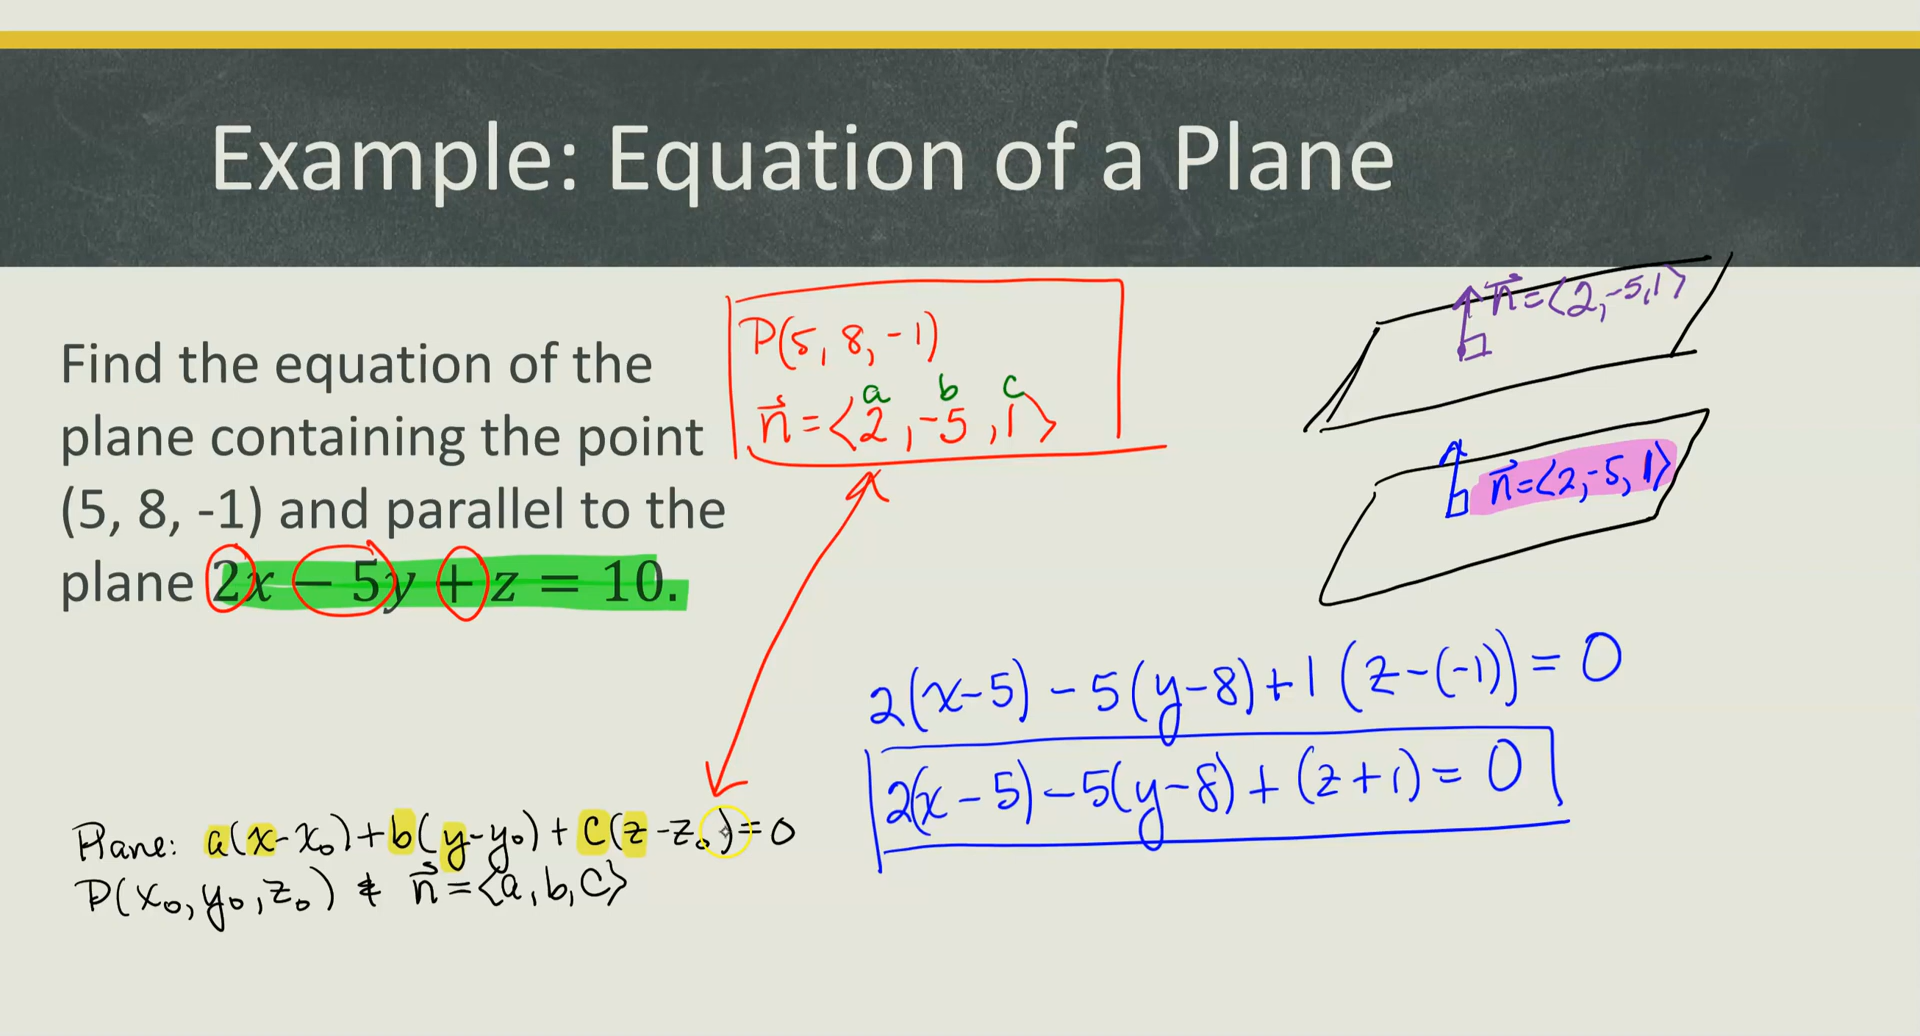 Example: Equation of a Plane
Find the equation of the
plane containing the point
(5, 8, -1) and parallel to the
plane 2x − 5y + z = 10.
P(5, 8, -1)
a b c
n⃗ = ⟨2, -5, 1⟩
n⃗ = ⟨2, -5, 1⟩
n⃗ = ⟨2, -5, 1⟩
2(x-5) - 5(y-8) + 1(z-(-1)) = 0
2(x-5) - 5(y-8) + (z+1) = 0
Plane: a(x-x₀) + b(y-y₀) + c(z-z₀) = 0
P(x₀, y₀, z₀) & n⃗ = ⟨a, b, c⟩